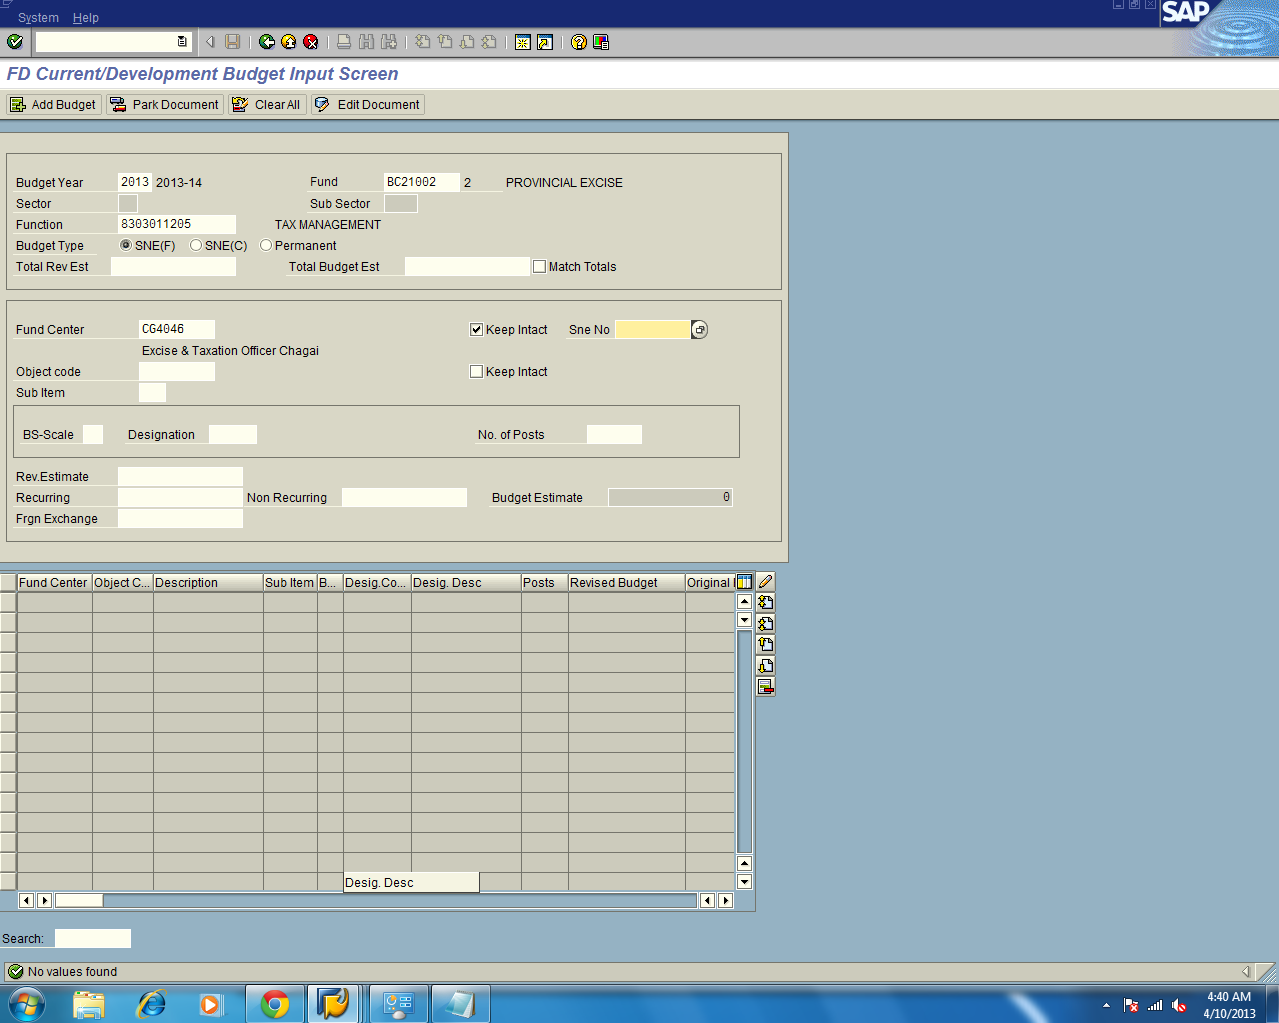 System Help
SAP
FD Current/Development Budget Input Screen
Add Budget Park Document Clear All Edit Document
Budget Year 2013 2013-14 Fund BC21002 2 PROVINCIAL EXCISE
Sector Sub Sector
Function 8303011205 TAX MANAGEMENT
Budget Type SNE(F) SNE(C) Permanent
Total Rev Est Total Budget Est Match Totals
Fund Center CG4046 Keep Intact Sne No
Excise & Taxation Officer Chagai
Object code Keep Intact
Sub Item
BS-Scale Designation No. of Posts
Rev.Estimate
Recurring Non Recurring Budget Estimate 0
Frgn Exchange
Fund Center Object C... Description Sub Item B... Desig.Co... Desig. Desc Posts Revised Budget Original
Desig. Desc
Search:
No values found
4:40 AM
4/10/2013